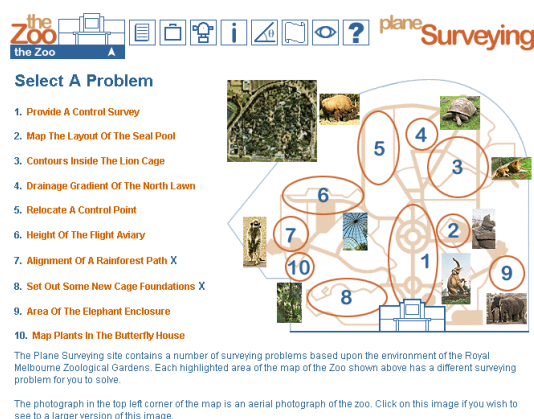 the
Zoo
the Zoo
?
plane
Surveying
Select A Problem
1. Provide A Control Survey
2. Map The Layout Of The Seal Pool
3. Contours Inside The Lion Cage
4. Drainage Gradient Of The North Lawn
5. Relocate A Control Point
6. Height Of The Flight Aviary
7. Alignment Of A Rainforest Path X
8. Set Out Some New Cage Foundations X
9. Area Of The Elephant Enclosure
10. Map Plants In The Butterfly House
4
5
3
6
7
2
10
1
9
8
The Plane Surveying site contains a number of surveying problems based upon the environment of the Royal
Melbourne Zoological Gardens. Each highlighted area of the map of the Zoo shown above has a different surveying
problem for you to solve.
The photograph in the top left corner of the map is an aerial photograph of the zoo. Click on this image if you wish to
see to a larger version of this image.